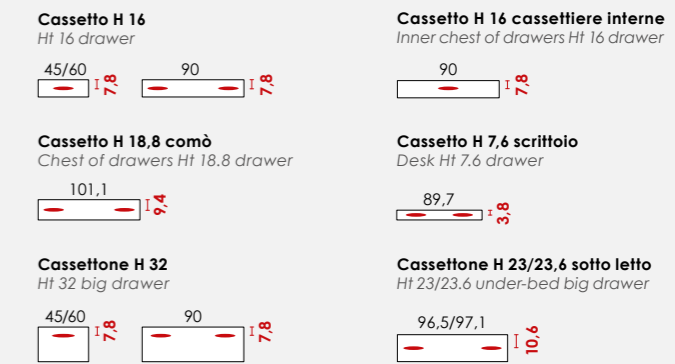 Cassetto H 16
Ht 16 drawer
45/60
7,8
90
7,8
Cassetto H 16 cassettiere interne
Inner chest of drawers Ht 16 drawer
90
7,8
Cassetto H 18,8 comò
Chest of drawers Ht 18.8 drawer
101,1
9,4
Cassetto H 7,6 scrittoio
Desk Ht 7.6 drawer
89,7
3,8
Cassettone H 32
Ht 32 big drawer
45/60
7,8
90
7,8
Cassettone H 23/23,6 sotto letto
Ht 23/23.6 under-bed big drawer
96,5/97,1
10,6